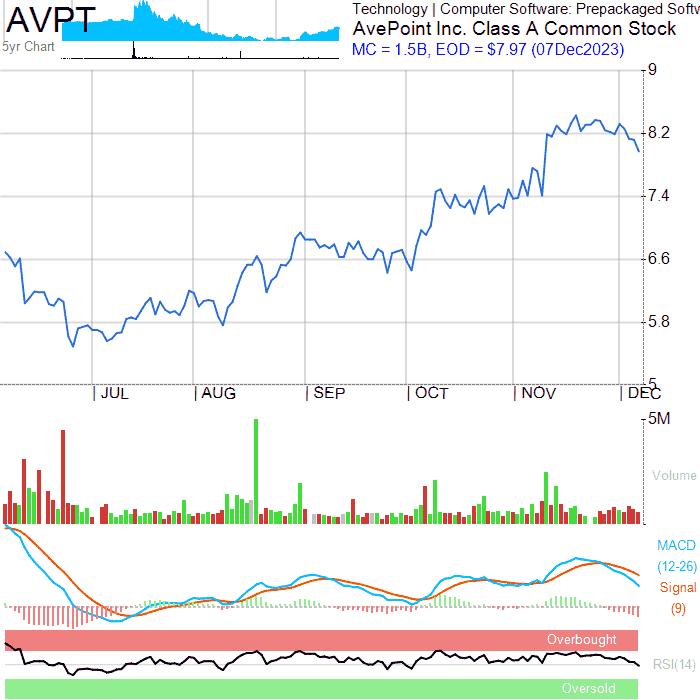 AVPT
5yr Chart
Technology | Computer Software: Prepackaged Softw
AvePoint Inc. Class A Common Stock
MC = 1.5B, EOD = $7.97 (07Dec2023)
9
8.2
7.4
6.6
5.8
5
JUL AUG SEP OCT NOV DEC
5M
Volume
MACD
(12-26)
Signal
(9)
Overbought
RSI(14)
Oversold